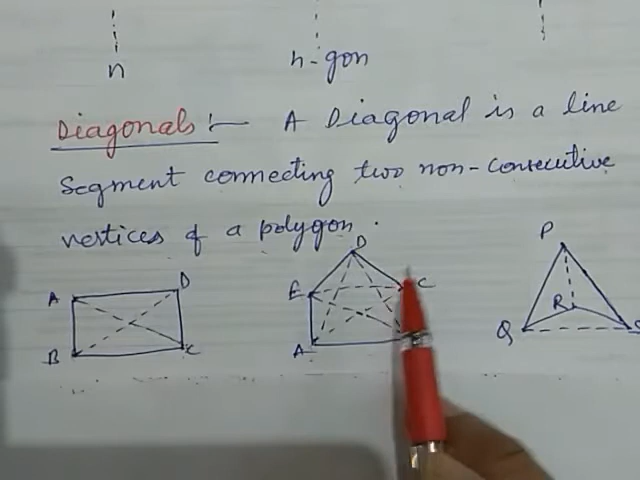 n n-gon
Diagonals :- A Diagonal is a line
segment connecting two non-consecutive
vertices of a polygon .
A D E D C P
B C A Q R S